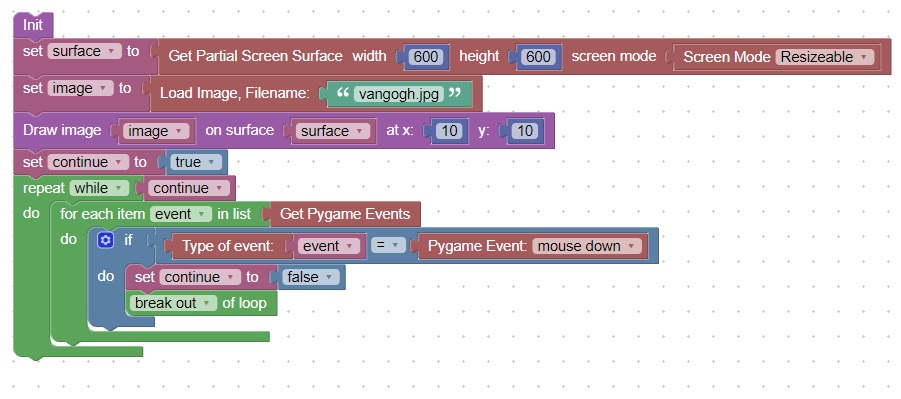 Init
set surface to Get Partial Screen Surface width 600 height 600 screen mode Screen Mode Resizeable
set image to Load Image, Filename: “ vangogh.jpg ”
Draw image image on surface surface at x: 10 y: 10
set continue to true
repeat while continue
do for each item event in list Get Pygame Events
do if Type of event: event = Pygame Event: mouse down
do set continue to false
break out of loop